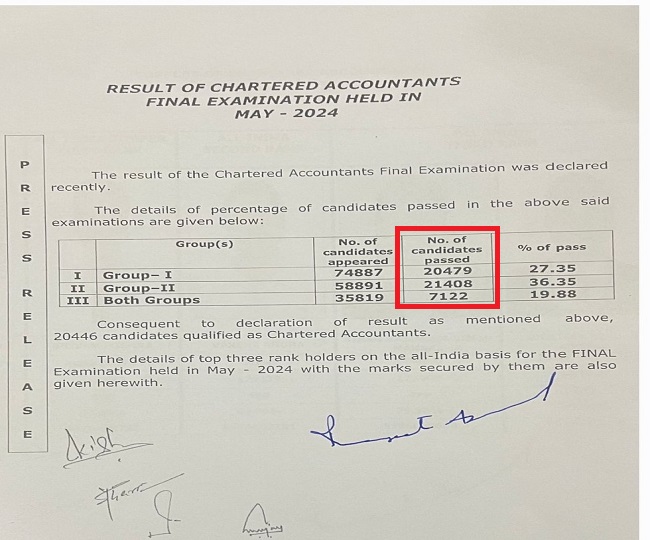 RESULT OF CHARTERED ACCOUNTANTS
FINAL EXAMINATION HELD IN
MAY - 2024
PRESS RELEASE
The result of the Chartered Accountants Final Examination was declared
recently.
The details of percentage of candidates passed in the above said
examinations are given below:
Group(s) No. of candidates appeared No. of candidates passed % of pass
I Group– I 74887 20479 27.35
II Group–II 58891 21408 36.35
III Both Groups 35819 7122 19.88
Consequent to declaration of result as mentioned above,
20446 candidates qualified as Chartered Accountants.
The details of top three rank holders on the all-India basis for the FINAL
Examination held in May - 2024 with the marks secured by them are also
given herewith.